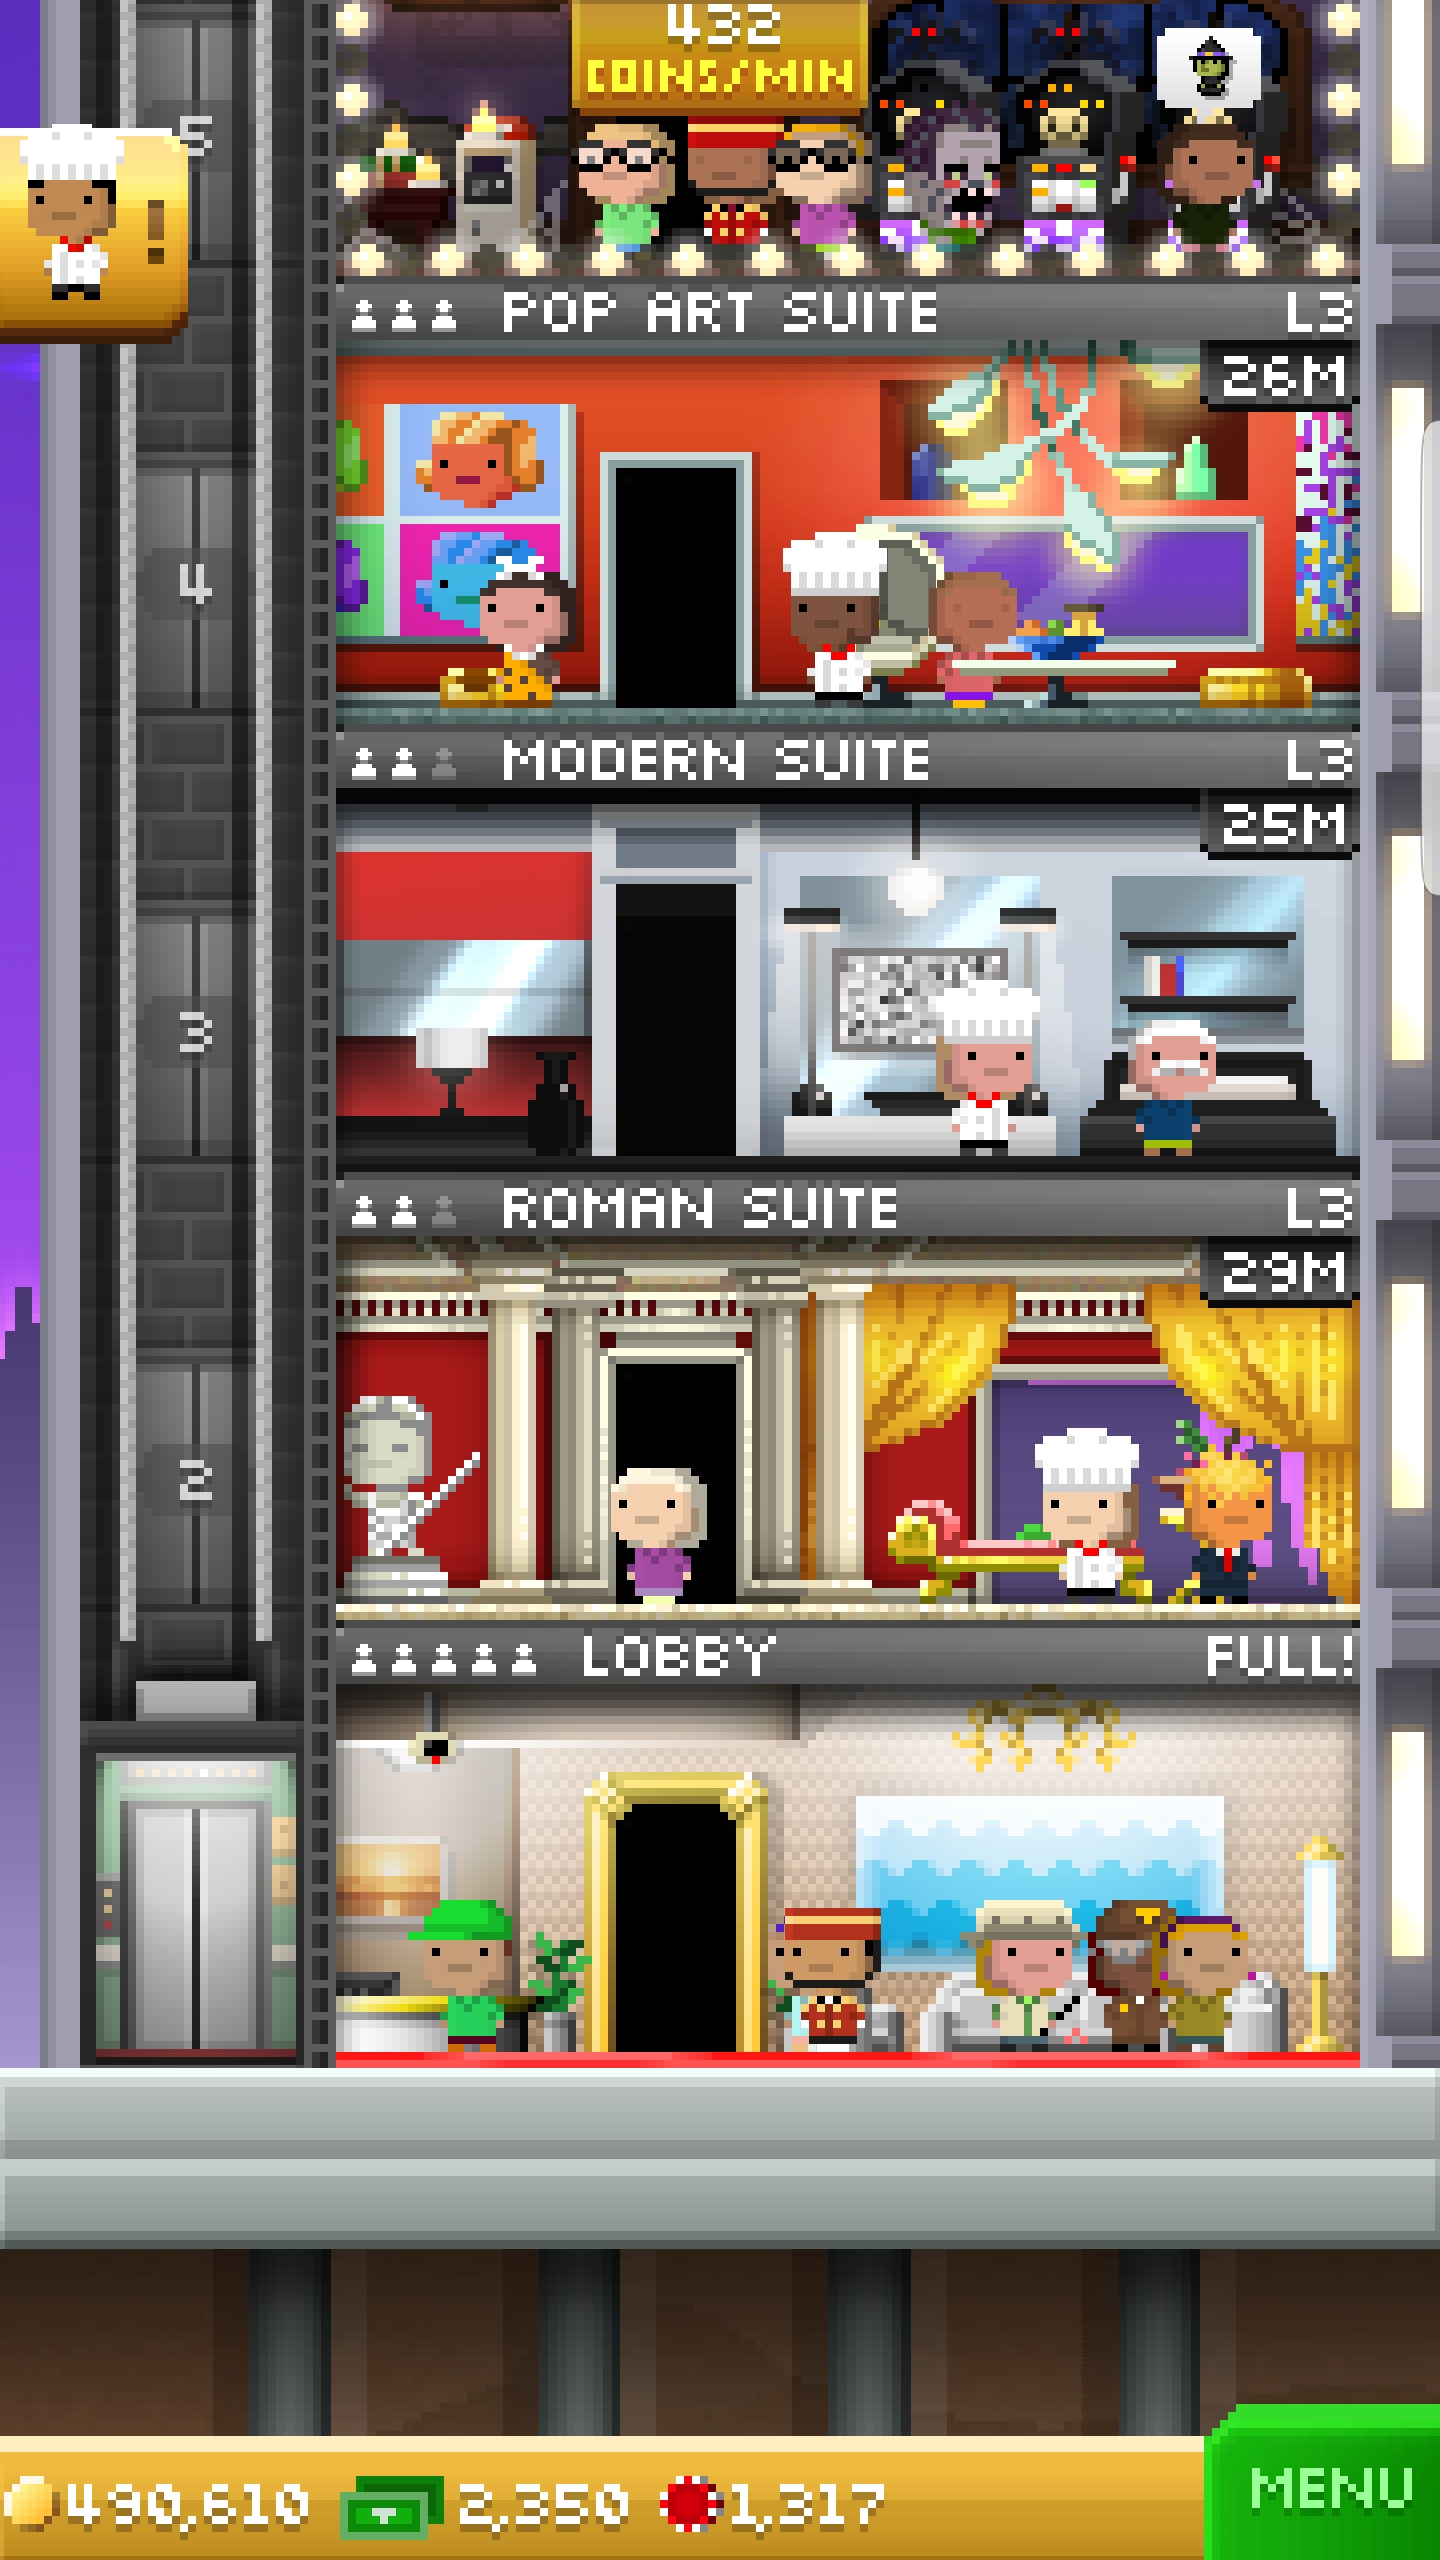 432
COINS/MIN
5
!
POP ART SUITE L3
26M
4
MODERN SUITE L3
25M
3
ROMAN SUITE L3
29M
2
LOBBY FULL!
490,610 2,350 1,317
MENU